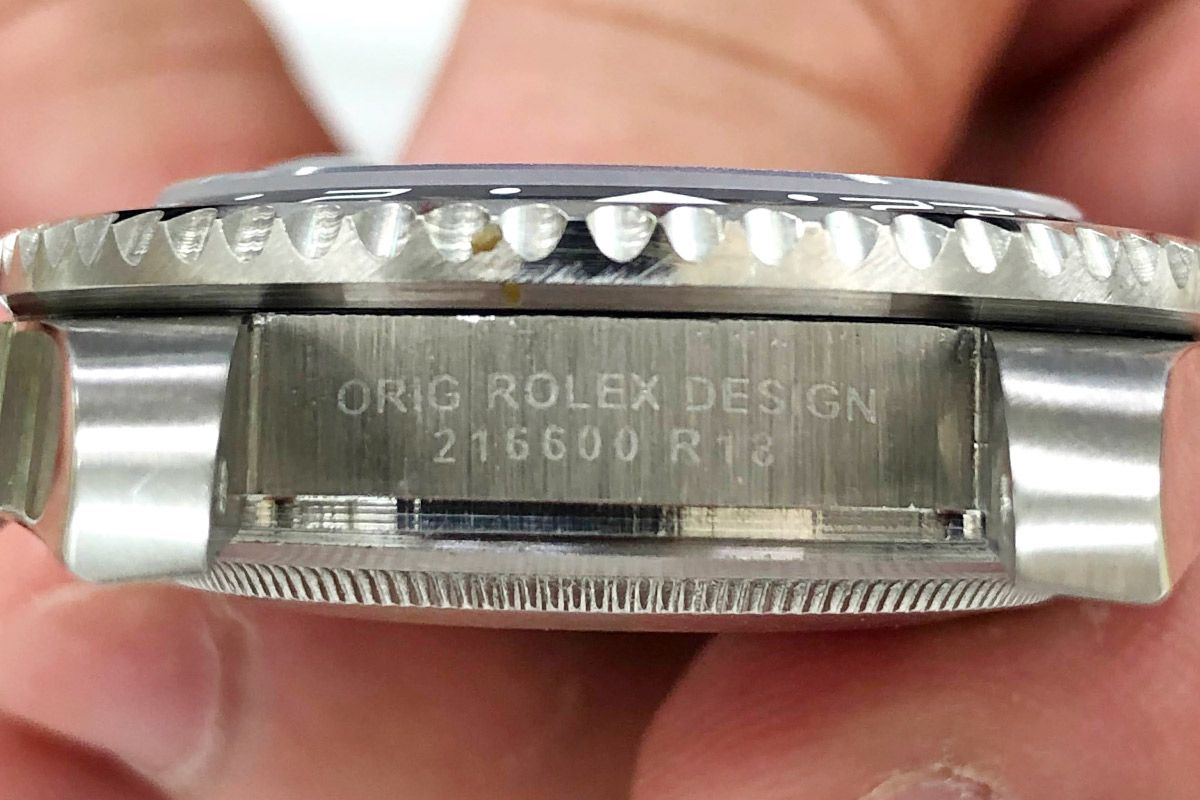 ORIG ROLEX DESIGN
216600 R13